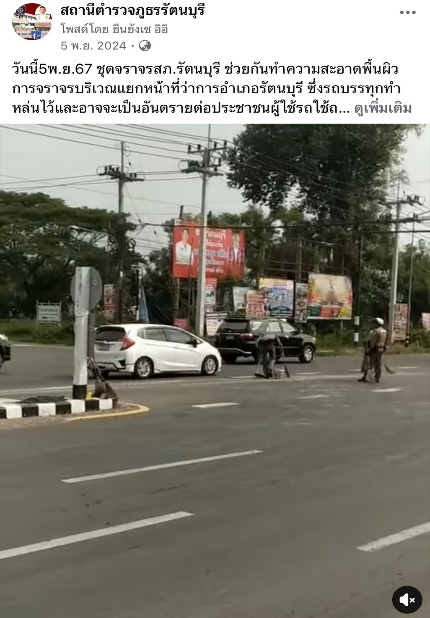 สถานีตำรวจภูธรรัตนบุรี
โพสต์โดย ยืนยังเซ อิอิ
5 พ.ย. 2024
วันนี้5พ.ย.67 ชุดจราจรสภ.รัตนบุรี ช่วยกันทำความสะอาดพื้นผิว
การจราจรบริเวณแยกหน้าที่ว่าการอำเภอรัตนบุรี ซึ่งรถบรรทุกทำ
หล่นไว้และอาจจะเป็นอันตรายต่อประชาชนผู้ใช้รถใช้ถ... ดูเพิ่มเติม